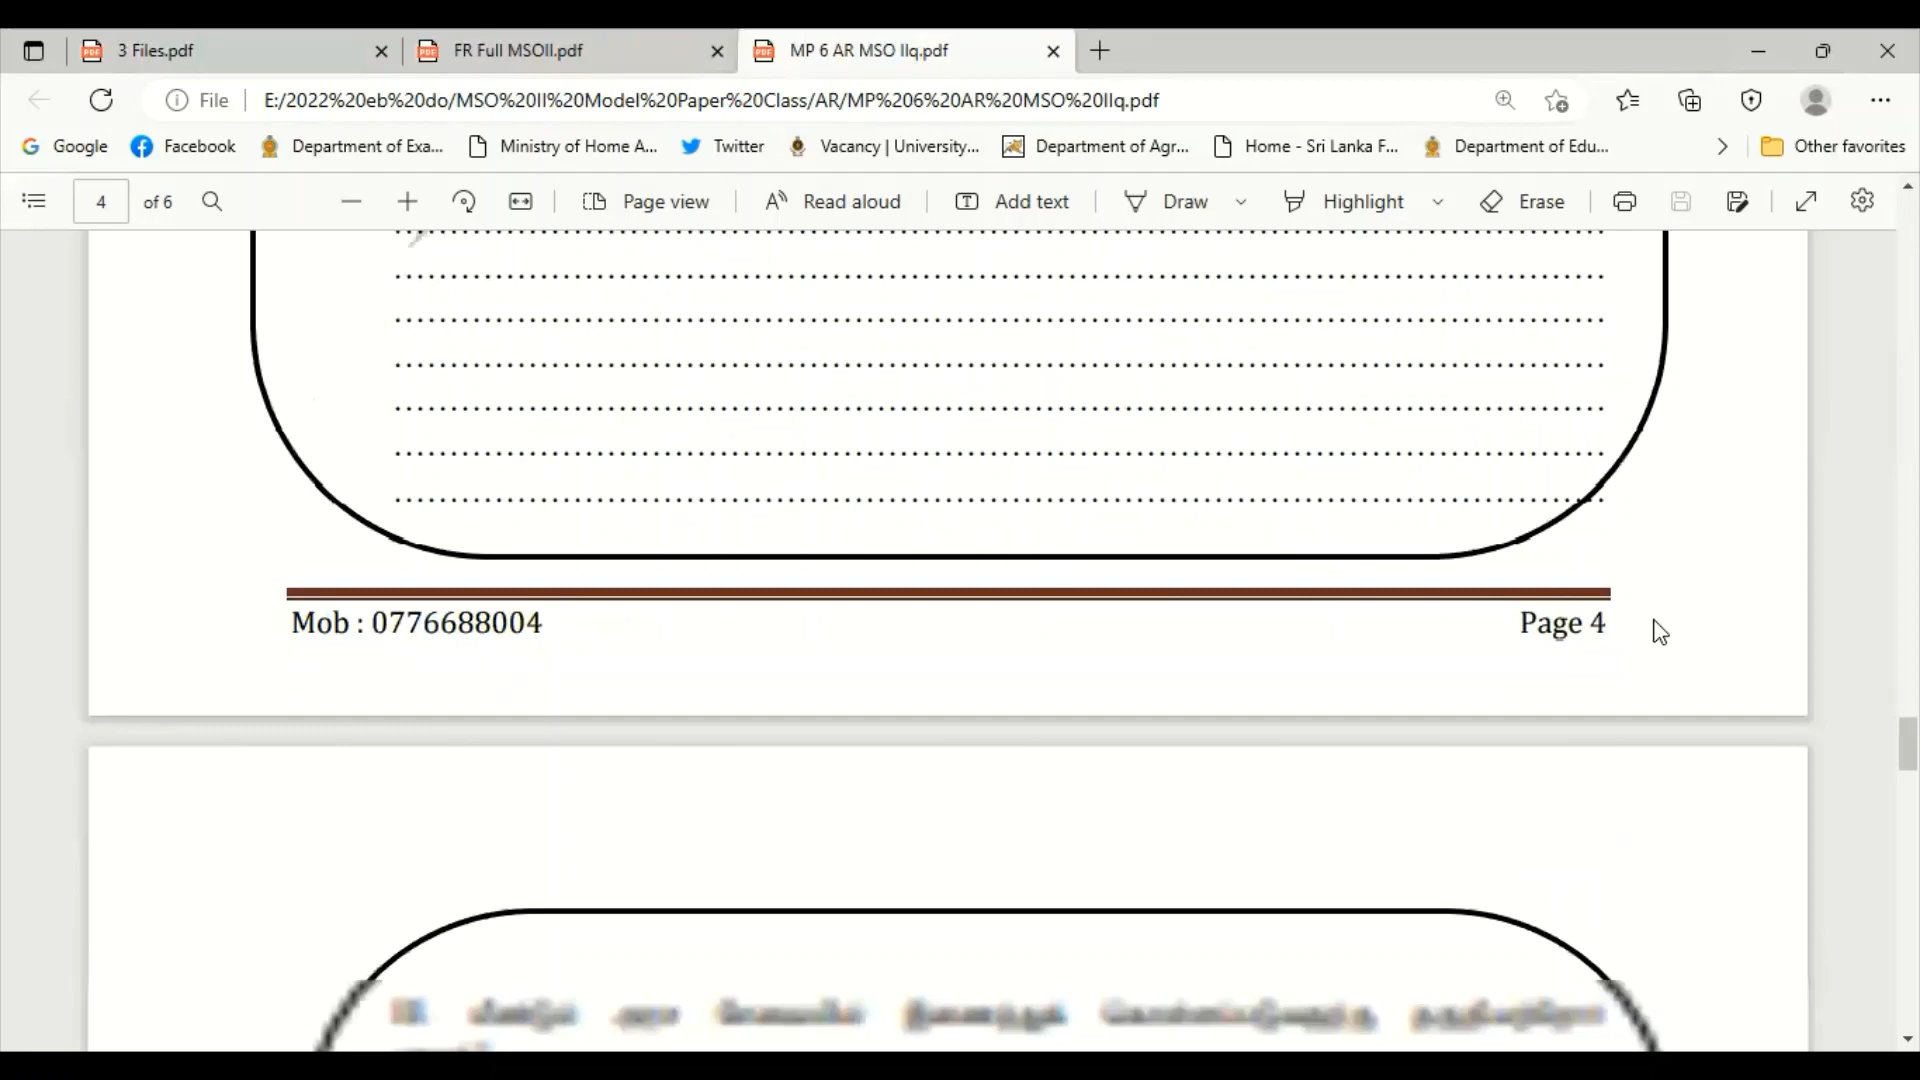 3 Files.pdf
FR Full MSOII.pdf
MP 6 AR MSO IIq.pdf
File
E:/2022%20eb%20do/MSO%20II%20Model%20Paper%20Class/AR/MP%206%20AR%20MSO%20IIq.pdf
Google
Facebook
Department of Exa...
Ministry of Home A...
Twitter
Vacancy | University...
Department of Agr...
Home - Sri Lanka F...
Department of Edu...
Other favorites
4 of 6
Page view
Read aloud
Add text
Draw
Highlight
Erase
Mob : 0776688004
Page 4